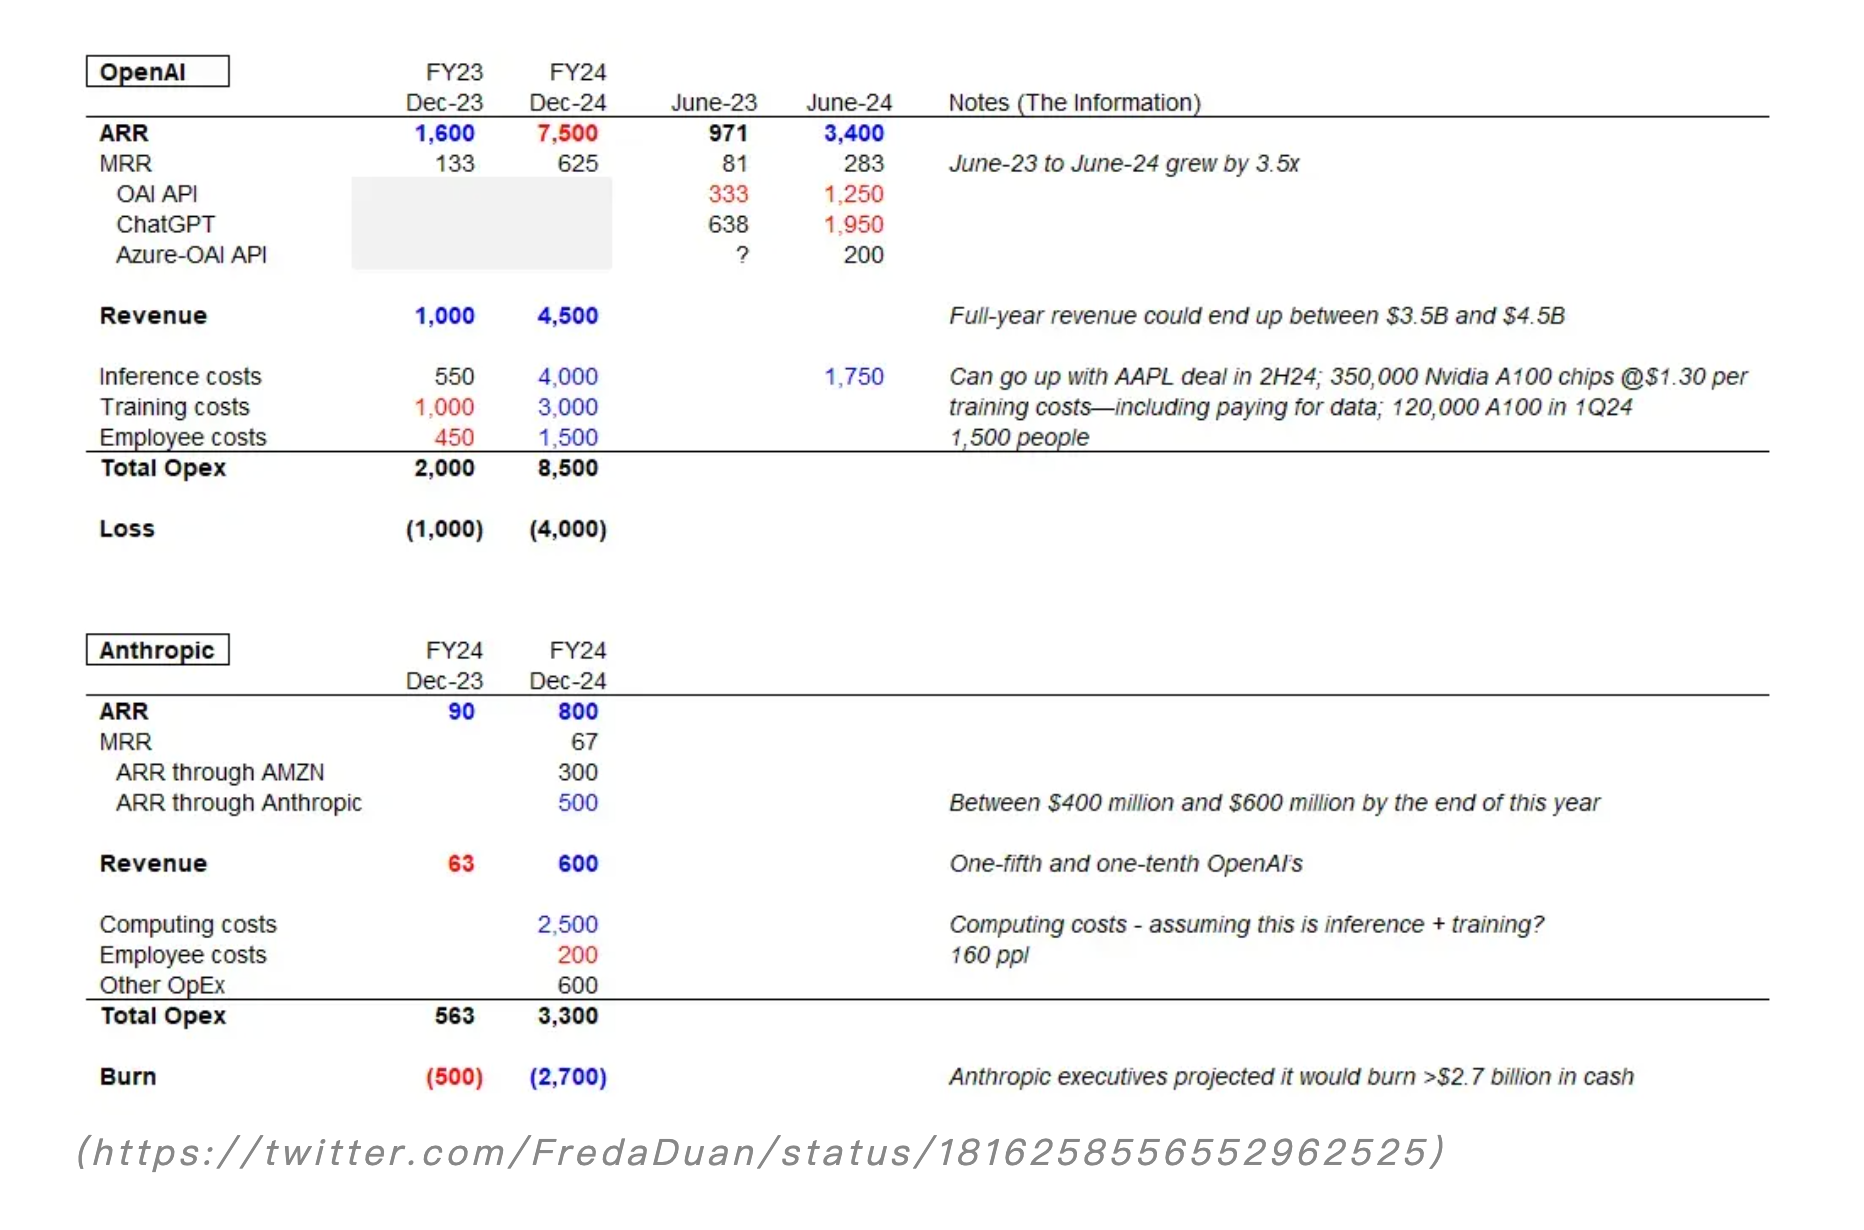 OpenAI FY23 FY24
Dec-23 Dec-24 June-23 June-24 Notes (The Information)
ARR 1,600 7,500 971 3,400
MRR 133 625 81 283 June-23 to June-24 grew by 3.5x
OAI API 333 1,250
ChatGPT 638 1,950
Azure-OAI API ? 200
Revenue 1,000 4,500 Full-year revenue could end up between $3.5B and $4.5B
Inference costs 550 4,000 1,750 Can go up with AAPL deal in 2H24; 350,000 Nvidia A100 chips @$1.30 per
Training costs 1,000 3,000 training costs—including paying for data; 120,000 A100 in 1Q24
Employee costs 450 1,500 1,500 people
Total Opex 2,000 8,500
Loss (1,000) (4,000)
Anthropic FY24 FY24
Dec-23 Dec-24
ARR 90 800
MRR 67
ARR through AMZN 300
ARR through Anthropic 500 Between $400 million and $600 million by the end of this year
Revenue 63 600 One-fifth and one-tenth OpenAI's
Computing costs 2,500 Computing costs - assuming this is inference + training?
Employee costs 200 160 ppl
Other OpEx 600
Total Opex 563 3,300
Burn (500) (2,700) Anthropic executives projected it would burn >$2.7 billion in cash
(https://twitter.com/FredaDuan/status/1816258556552962525)